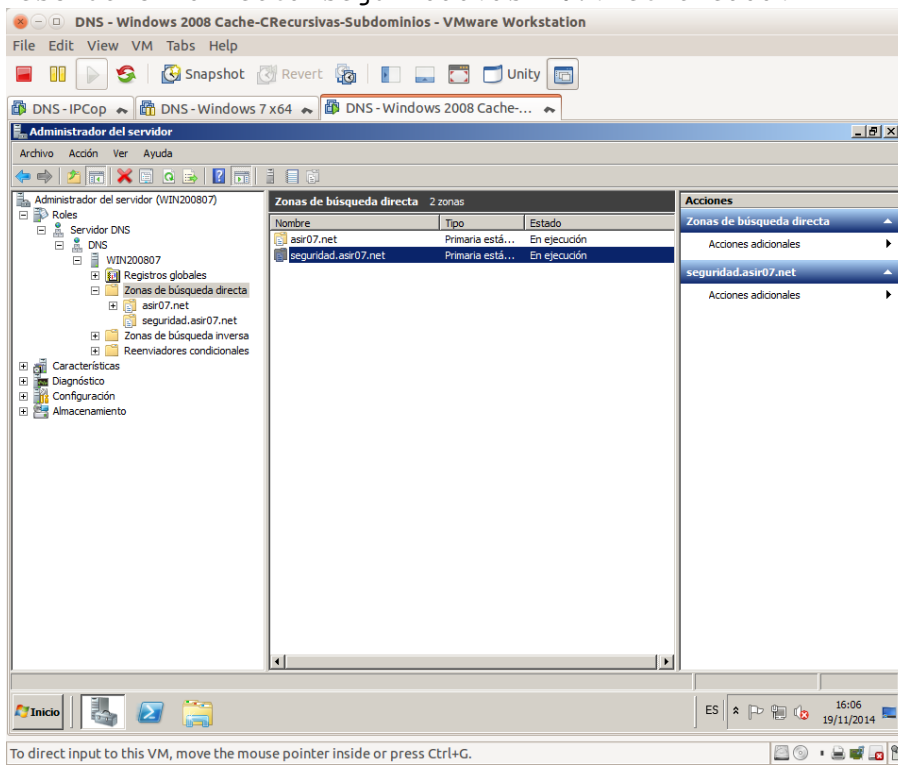 DNS - Windows 2008 Cache-CRecursivas-Subdominios - VMware Workstation
File Edit View VM Tabs Help
Snapshot Revert Unity
DNS - IPCop DNS - Windows 7 x64 DNS - Windows 2008 Cache-...
Administrador del servidor
Archivo Acción Ver Ayuda
Administrador del servidor (WIN200807)
Roles
Servidor DNS
DNS
WIN200807
Registros globales
Zonas de búsqueda directa
asir07.net
seguridad.asir07.net
Zonas de búsqueda inversa
Reenviadores condicionales
Características
Diagnóstico
Configuración
Almacenamiento
Zonas de búsqueda directa 2 zonas
Nombre Tipo Estado
asir07.net Primaria está... En ejecución
seguridad.asir07.net Primaria está... En ejecución
Acciones
Zonas de búsqueda directa
Acciones adicionales
seguridad.asir07.net
Acciones adicionales
Inicio
ES
16:06
19/11/2014
To direct input to this VM, move the mouse pointer inside or press Ctrl+G.